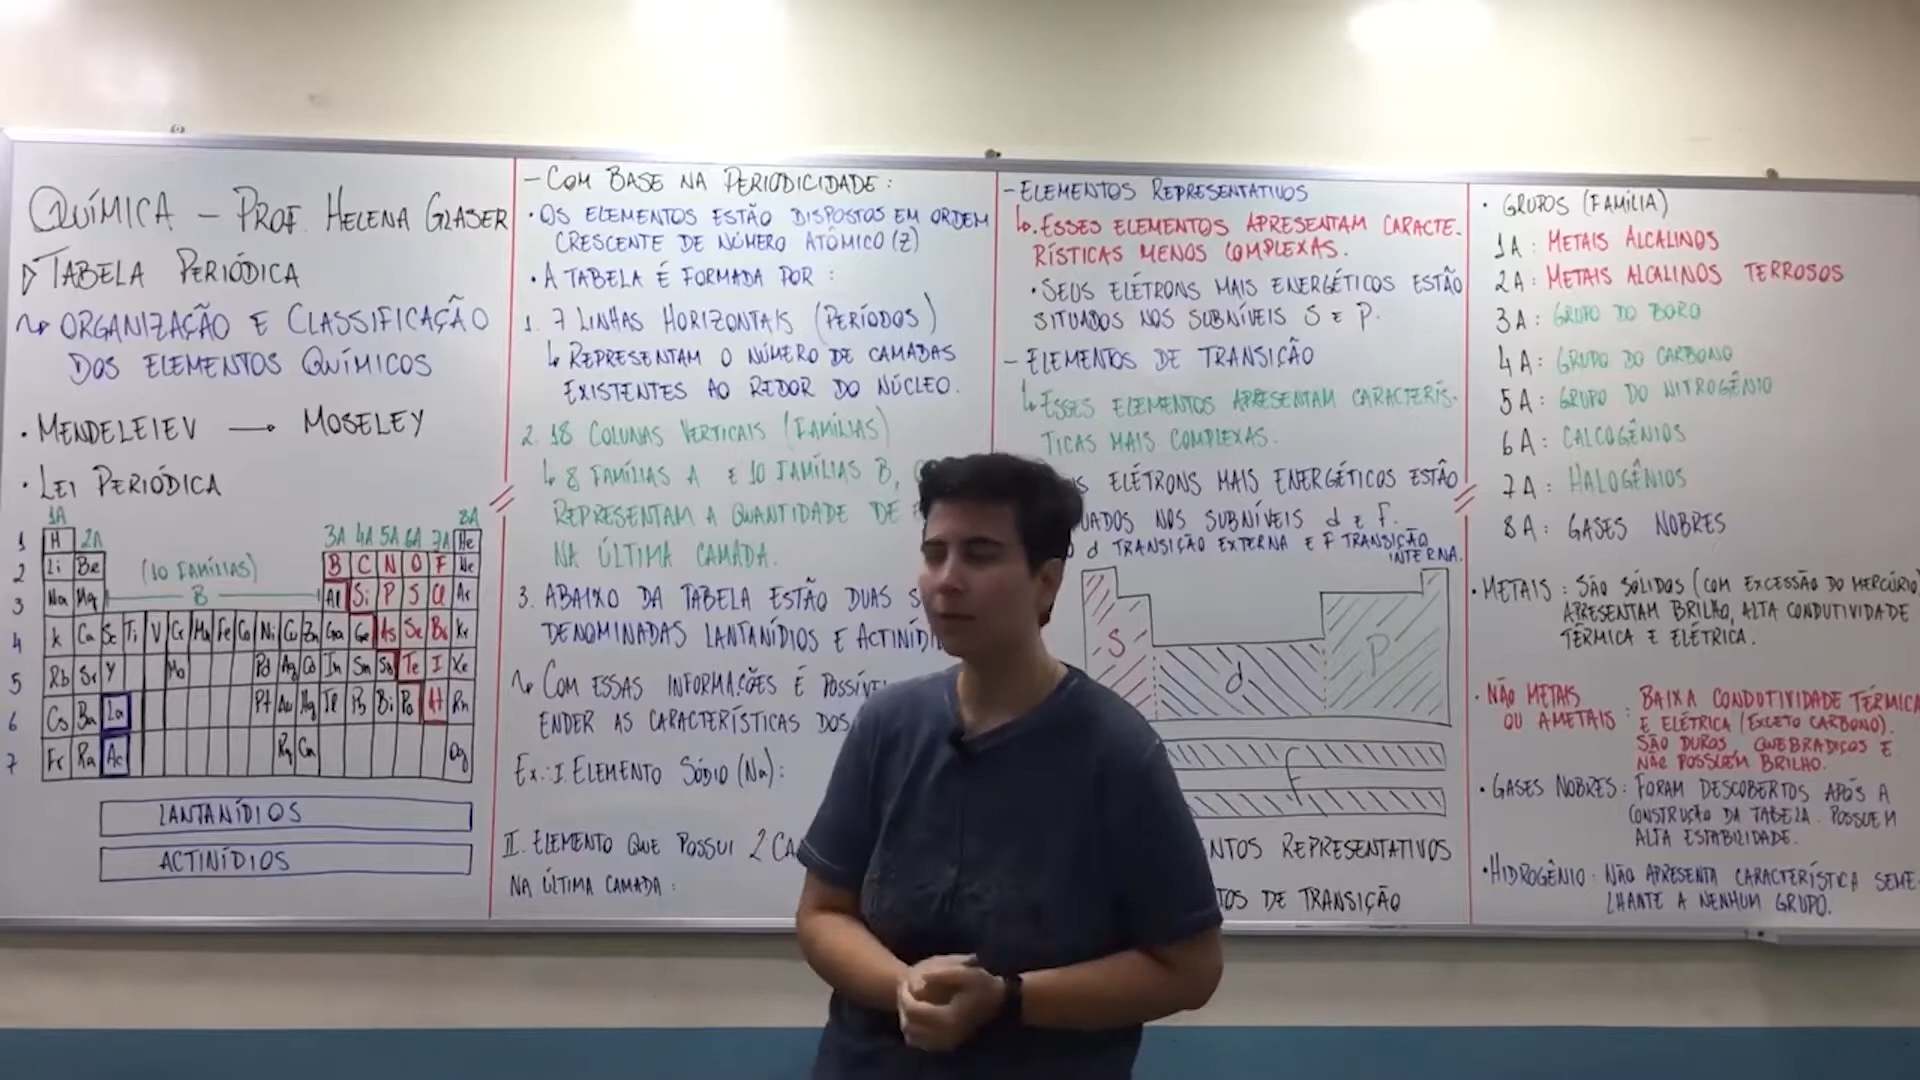 QUÍMICA – PROF. HELENA GLASER
TABELA PERIÓDICA
ORGANIZAÇÃO E CLASSIFICAÇÃO
DOS ELEMENTOS QUÍMICOS
• MENDELEIEV → MOSELEY
• LEI PERIÓDICA
1A 8A
2A 3A 4A 5A 6A 7A
1 H He
2 Li Be (10 FAMÍLIAS) B C N O F Ne
3 Na Mg B Al Si P S Cl Ar
4 K Ca Sc Ti V Cr Mn Fe Co Ni Cu Zn Ga Ge As Se Br Kr
5 Rb Sr Y Mo Pd Ag Cd In Sn Sb Te I Xe
6 Cs Ba La Pt Au Hg Tl Pb Bi Po At Rn
7 Fr Ra Ac Rg Cn Og
LANTANÍDIOS
ACTINÍDIOS
– COM BASE NA PERIODICIDADE:
• OS ELEMENTOS ESTÃO DISPOSTOS EM ORDEM
CRESCENTE DE NÚMERO ATÔMICO (Z)
• A TABELA É FORMADA POR:
1. 7 LINHAS HORIZONTAIS (PERÍODOS)
↳ REPRESENTAM O NÚMERO DE CAMADAS
EXISTENTES AO REDOR DO NÚCLEO.
2. 18 COLUNAS VERTICAIS (FAMÍLIAS)
↳ 8 FAMÍLIAS A E 10 FAMÍLIAS B,
REPRESENTAM A QUANTIDADE DE
NA ÚLTIMA CAMADA.
3. ABAIXO DA TABELA ESTÃO DUAS S
DENOMINADAS LANTANÍDIOS E ACTINÍDI
COM ESSAS INFORMAÇÕES É POSSÍVE
ENDER AS CARACTERÍSTICAS DOS
EX.: I. ELEMENTO SÓDIO (Na):
II. ELEMENTO QUE POSSUI 2 CA
NA ÚLTIMA CAMADA:
– ELEMENTOS REPRESENTATIVOS
↳ ESSES ELEMENTOS APRESENTAM CARACTE-
RÍSTICAS MENOS COMPLEXAS.
• SEUS ELÉTRONS MAIS ENERGÉTICOS ESTÃO
SITUADOS NOS SUBNÍVEIS S E P.
– ELEMENTOS DE TRANSIÇÃO
↳ ESSES ELEMENTOS APRESENTAM CARACTERÍS-
TICAS MAIS COMPLEXAS.
S ELÉTRONS MAIS ENERGÉTICOS ESTÃO
UADOS NOS SUBNÍVEIS d E F.
d TRANSIÇÃO EXTERNA E F TRANSIÇÃO
INTERNA.
S d P
F
NTOS REPRESENTATIVOS
TOS DE TRANSIÇÃO
• GRUPOS (FAMÍLIA)
1A: METAIS ALCALINOS
2A: METAIS ALCALINOS TERROSOS
3A: GRUPO DO BORO
4A: GRUPO DO CARBONO
5A: GRUPO DO NITROGÊNIO
6A: CALCOGÊNIOS
7A: HALOGÊNIOS
8A: GASES NOBRES
• METAIS: SÃO SÓLIDOS (COM EXCESSÃO DO MERCÚRIO)
APRESENTAM BRILHO, ALTA CONDUTIVIDADE
TÉRMICA E ELÉTRICA.
• NÃO METAIS OU AMETAIS: BAIXA CONDUTIVIDADE TÉRMICA
E ELÉTRICA (EXCETO CARBONO).
SÃO DUROS, QUEBRADIÇOS E
NÃO POSSUEM BRILHO.
• GASES NOBRES: FORAM DESCOBERTOS APÓS A
CONSTRUÇÃO DA TABELA. POSSUEM
ALTA ESTABILIDADE.
• HIDROGÊNIO: NÃO APRESENTA CARACTERÍSTICA SEME-
LHANTE A NENHUM GRUPO.